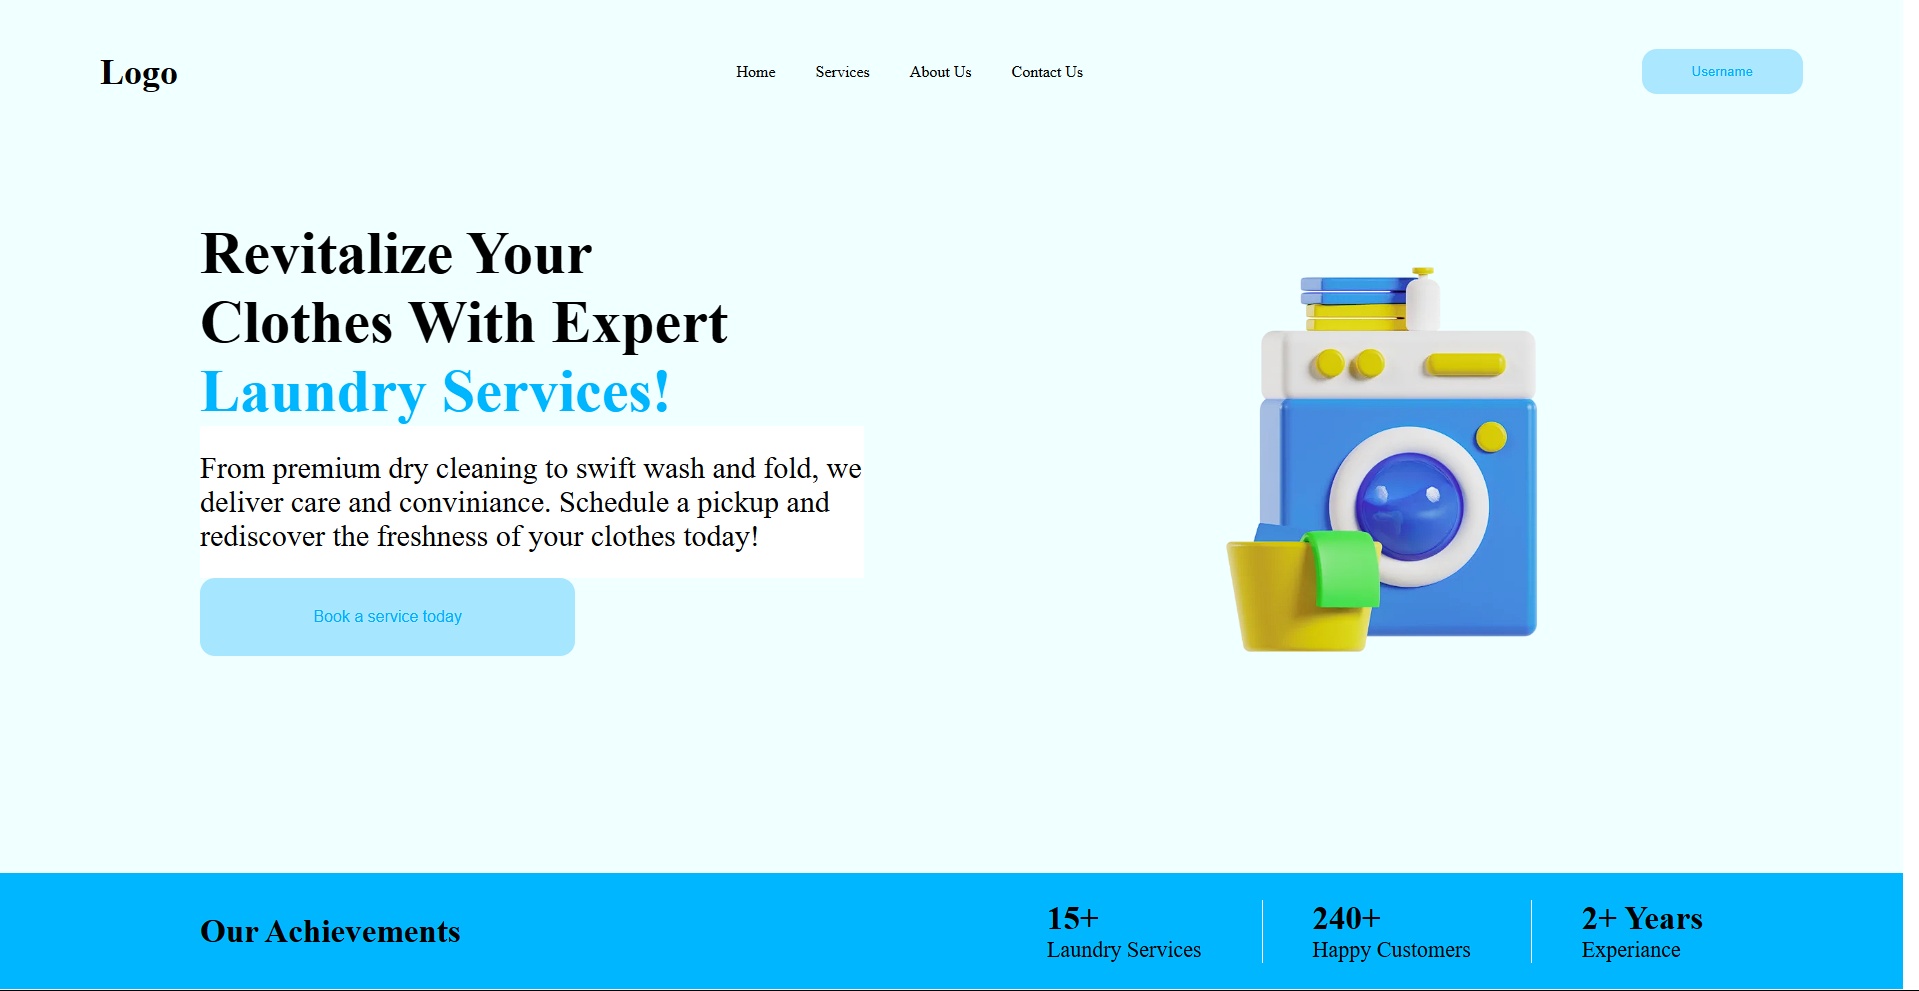 Logo
Home Services About Us Contact Us
Username
Revitalize Your
Clothes With Expert
Laundry Services!
From premium dry cleaning to swift wash and fold, we
deliver care and conviniance. Schedule a pickup and
rediscover the freshness of your clothes today!
Book a service today
Our Achievements
15+
Laundry Services
240+
Happy Customers
2+ Years
Experiance